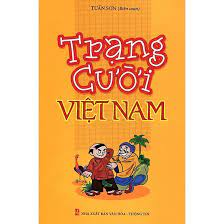 TUẤN SƠN (Biên soạn)
Trạng
Cười
VIỆT NAM
NHÀ XUẤT BẢN VĂN HÓA - THÔNG TIN